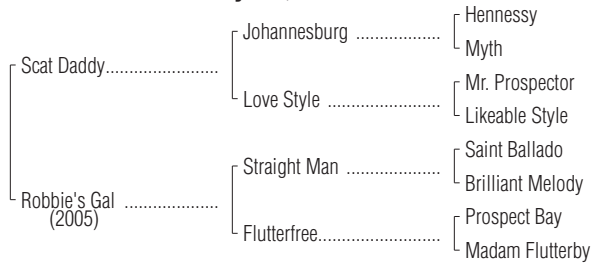 Hennessy
Johannesburg ..................
Myth
Scat Daddy........................
Mr. Prospector
Love Style ........................
Likeable Style
Saint Ballado
Straight Man ....................
Brilliant Melody
Robbie's Gal ....................
(2005)
Prospect Bay
Flutterfree..........................
Madam Flutterby